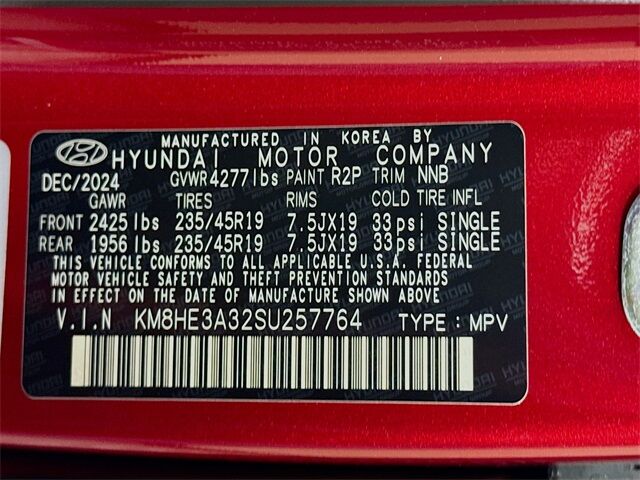 MANUFACTURED IN KOREA BY
HYUNDAI MOTOR COMPANY
DEC/2024 GVWR 4277lbs PAINT R2P TRIM NNB
GAWR TIRES RIMS COLD TIRE INFL
FRONT 2425lbs 235/45R19 7.5JX19 33psi SINGLE
REAR 1956lbs 235/45R19 7.5JX19 33psi SINGLE
THIS VEHICLE CONFORMS TO ALL APPLICABLE U.S.A. FEDERAL
MOTOR VEHICLE SAFETY AND THEFT PREVENTION STANDARDS
IN EFFECT ON THE DATE OF MANUFACTURE SHOWN ABOVE.
V.I.N KM8HE3A32SU257764 TYPE : MPV